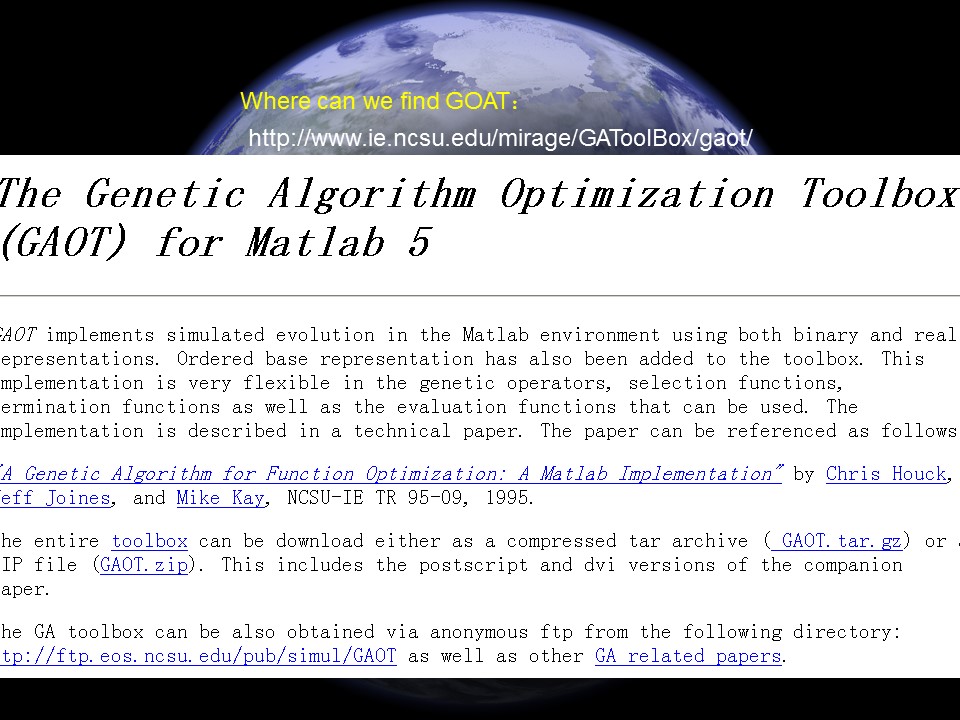 Where can we find GOAT：
http://www.ie.ncsu.edu/mirage/GAToolBox/gaot/
The Genetic Algorithm Optimization Toolbox
(GAOT) for Matlab 5
GAOT implements simulated evolution in the Matlab environment using both binary and real
epresentations. Ordered base representation has also been added to the toolbox. This
mplementation is very flexible in the genetic operators, selection functions,
ermination functions as well as the evaluation functions that can be used. The
mplementation is described in a technical paper. The paper can be referenced as follows
"A Genetic Algorithm for Function Optimization: A Matlab Implementation" by Chris Houck,
Jeff Joines, and Mike Kay, NCSU-IE TR 95-09, 1995.
he entire toolbox can be download either as a compressed tar archive ( GAOT.tar.gz) or a
IP file (GAOT.zip). This includes the postscript and dvi versions of the companion
aper.
he GA toolbox can be also obtained via anonymous ftp from the following directory:
tp://ftp.eos.ncsu.edu/pub/simul/GAOT as well as other GA related papers.